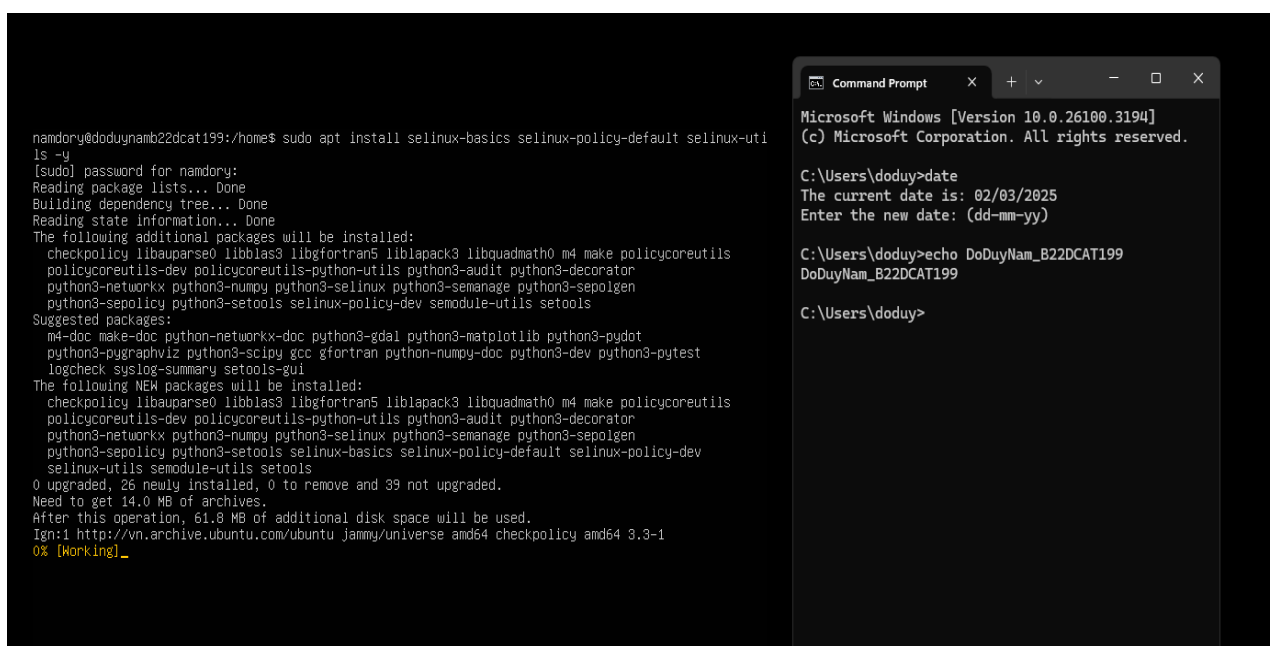 namdory@doduynamb22dcat199:/home$ sudo apt install selinux-basics selinux-policy-default selinux-uti
ls -y
[sudo] password for namdory:
Reading package lists... Done
Building dependency tree... Done
Reading state information... Done
The following additional packages will be installed:
  checkpolicy libauparse0 libblas3 libgfortran5 liblapack3 libquadmath0 m4 make policycoreutils
  policycoreutils-dev policycoreutils-python-utils python3-audit python3-decorator
  python3-networkx python3-numpy python3-selinux python3-semanage python3-sepolgen
  python3-sepolicy python3-setools selinux-policy-dev semodule-utils setools
Suggested packages:
  m4-doc make-doc python-networkx-doc python3-gdal python3-matplotlib python3-pydot
  python3-pygraphviz python3-scipy gcc gfortran python-numpy-doc python3-dev python3-pytest
  logcheck syslog-summary setools-gui
The following NEW packages will be installed:
  checkpolicy libauparse0 libblas3 libgfortran5 liblapack3 libquadmath0 m4 make policycoreutils
  policycoreutils-dev policycoreutils-python-utils python3-audit python3-decorator
  python3-networkx python3-numpy python3-selinux python3-semanage python3-sepolgen
  python3-sepolicy python3-setools selinux-basics selinux-policy-default selinux-policy-dev
  selinux-utils semodule-utils setools
0 upgraded, 26 newly installed, 0 to remove and 39 not upgraded.
Need to get 14.0 MB of archives.
After this operation, 61.8 MB of additional disk space will be used.
Ign:1 http://vn.archive.ubuntu.com/ubuntu jammy/universe amd64 checkpolicy amd64 3.3-1
0% [Working]_
Command Prompt
Microsoft Windows [Version 10.0.26100.3194]
(c) Microsoft Corporation. All rights reserved.
C:\Users\doduy>date
The current date is: 02/03/2025
Enter the new date: (dd-mm-yy)
C:\Users\doduy>echo DoDuyNam_B22DCAT199
DoDuyNam_B22DCAT199
C:\Users\doduy>